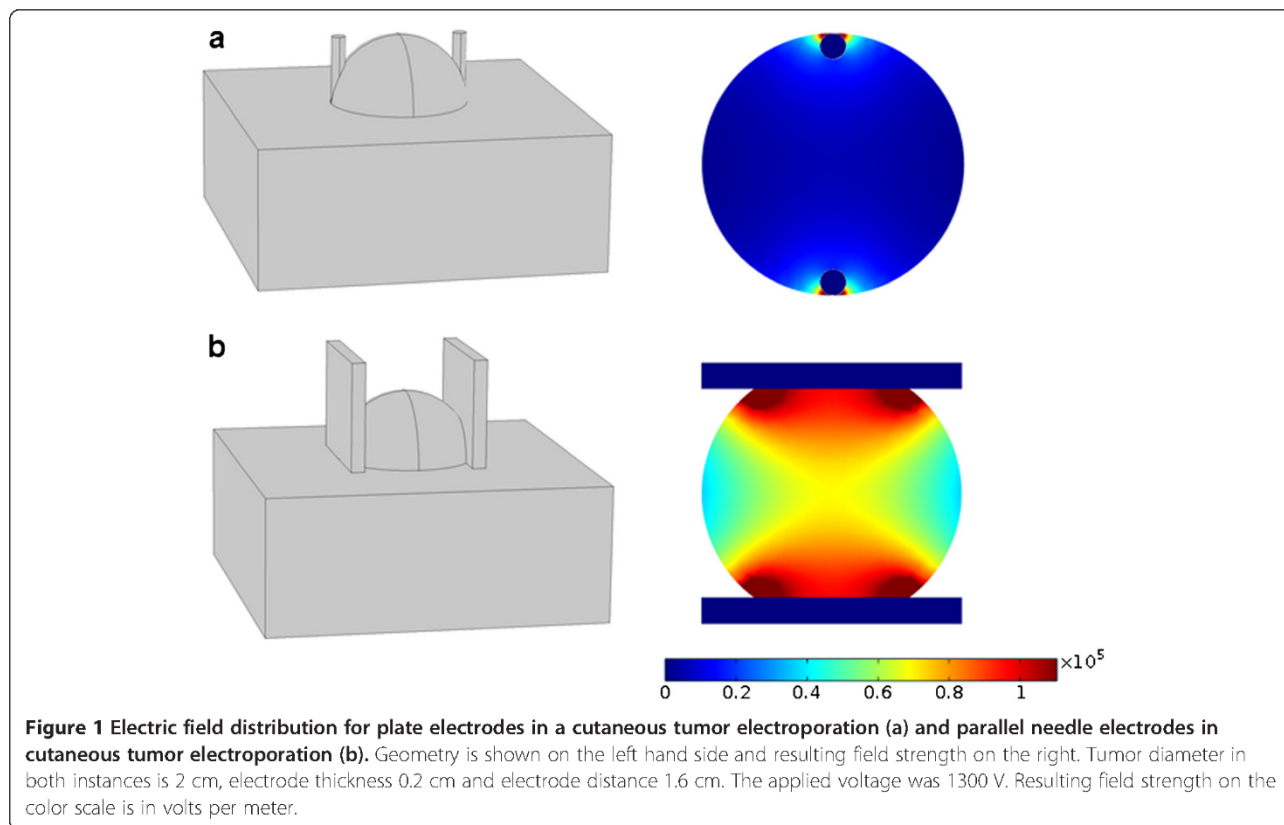 a
b
×10⁵
0 0.2 0.4 0.6 0.8 1
Figure 1 Electric field distribution for plate electrodes in a cutaneous tumor electroporation (a) and parallel needle electrodes in
cutaneous tumor electroporation (b). Geometry is shown on the left hand side and resulting field strength on the right. Tumor diameter in
both instances is 2 cm, electrode thickness 0.2 cm and electrode distance 1.6 cm. The applied voltage was 1300 V. Resulting field strength on the
color scale is in volts per meter.